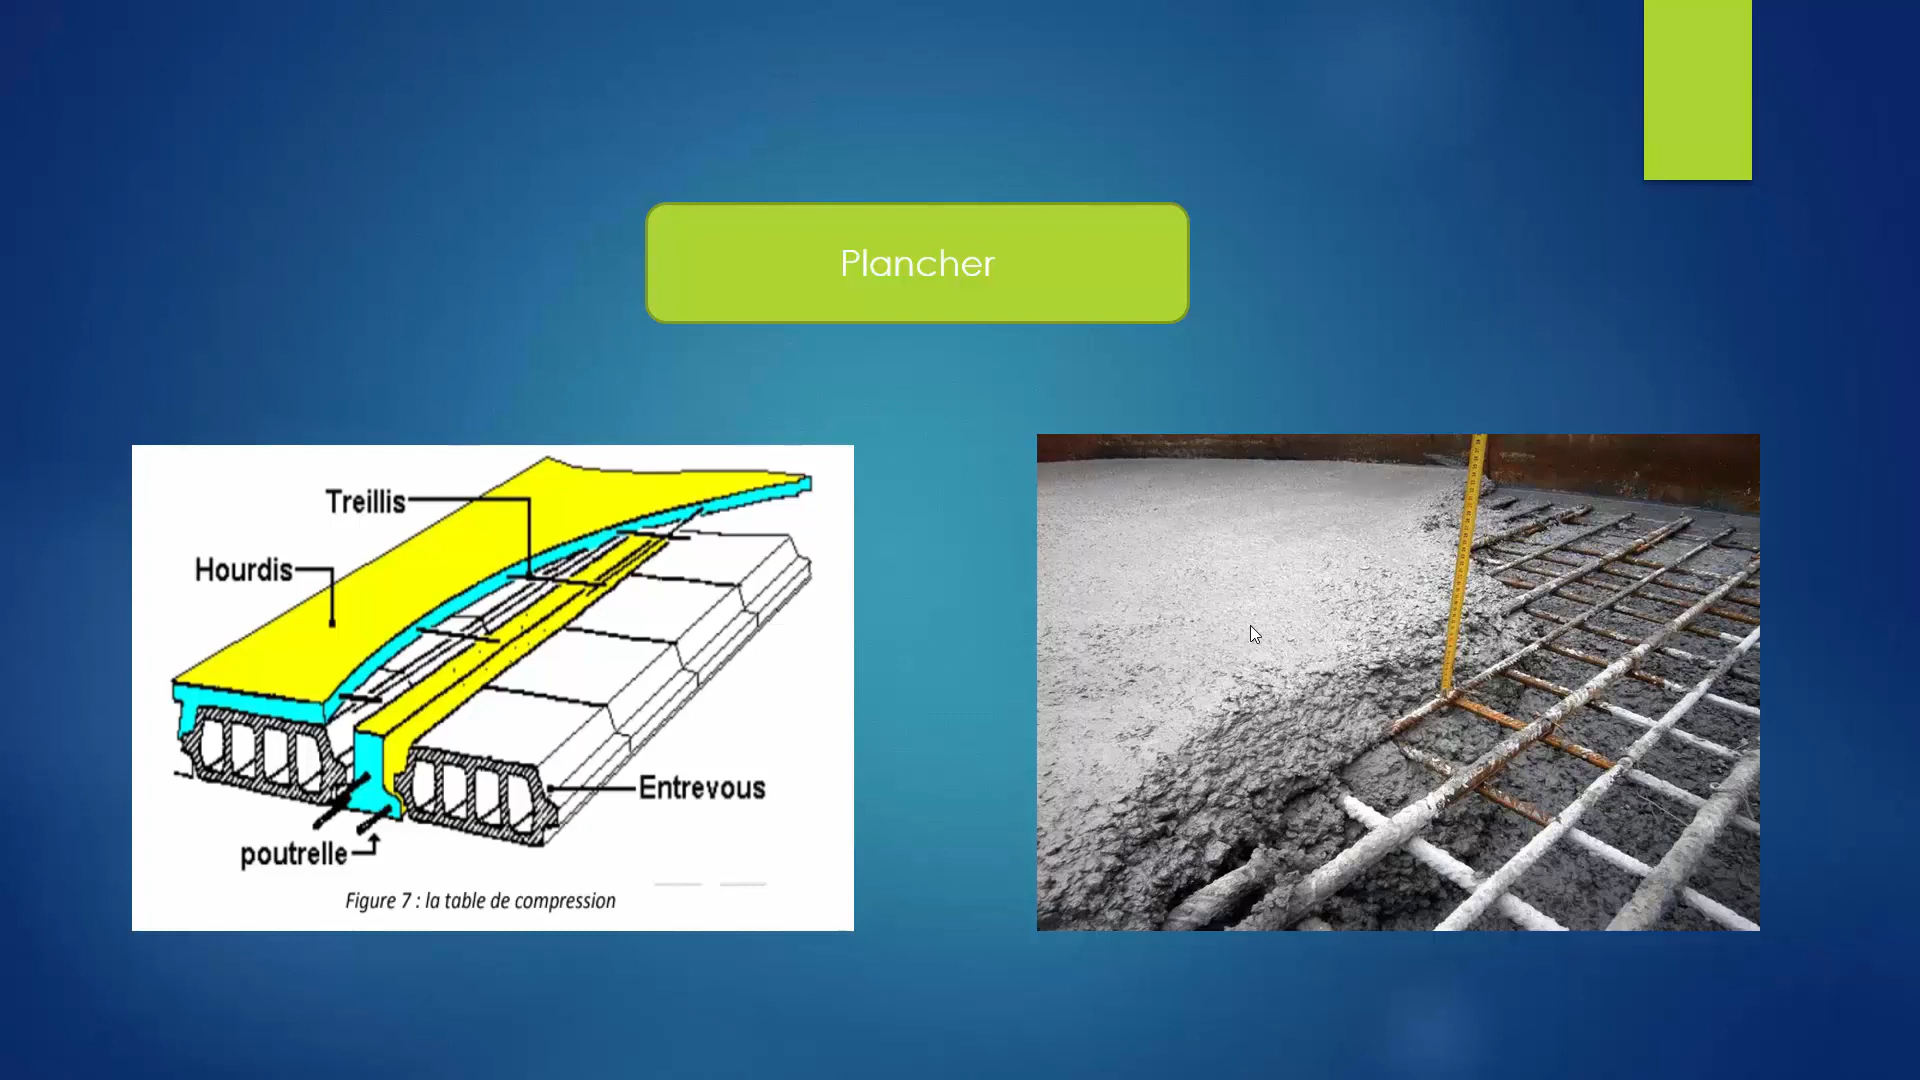 Plancher
Treillis
Hourdis
Entrevous
poutrelle
Figure 7 : la table de compression